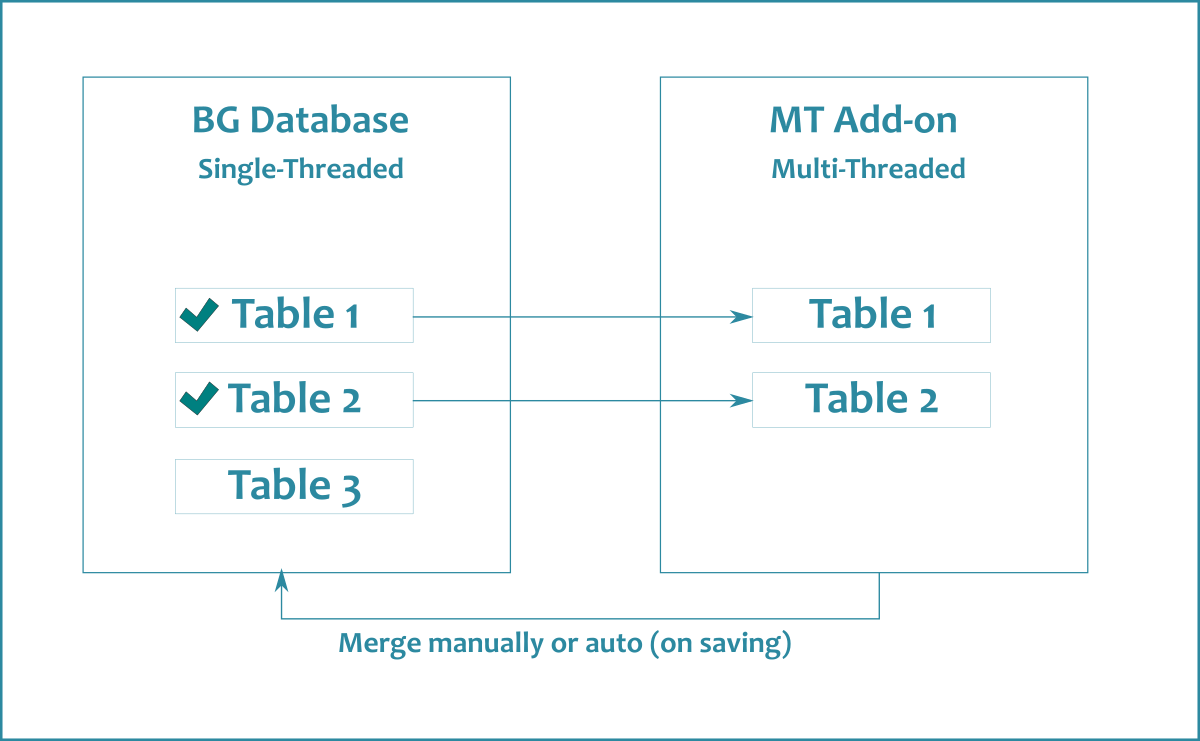 BG Database
Single-Threaded
Table 1
Table 2
Table 3
MT Add-on
Multi-Threaded
Table 1
Table 2
Merge manually or auto (on saving)